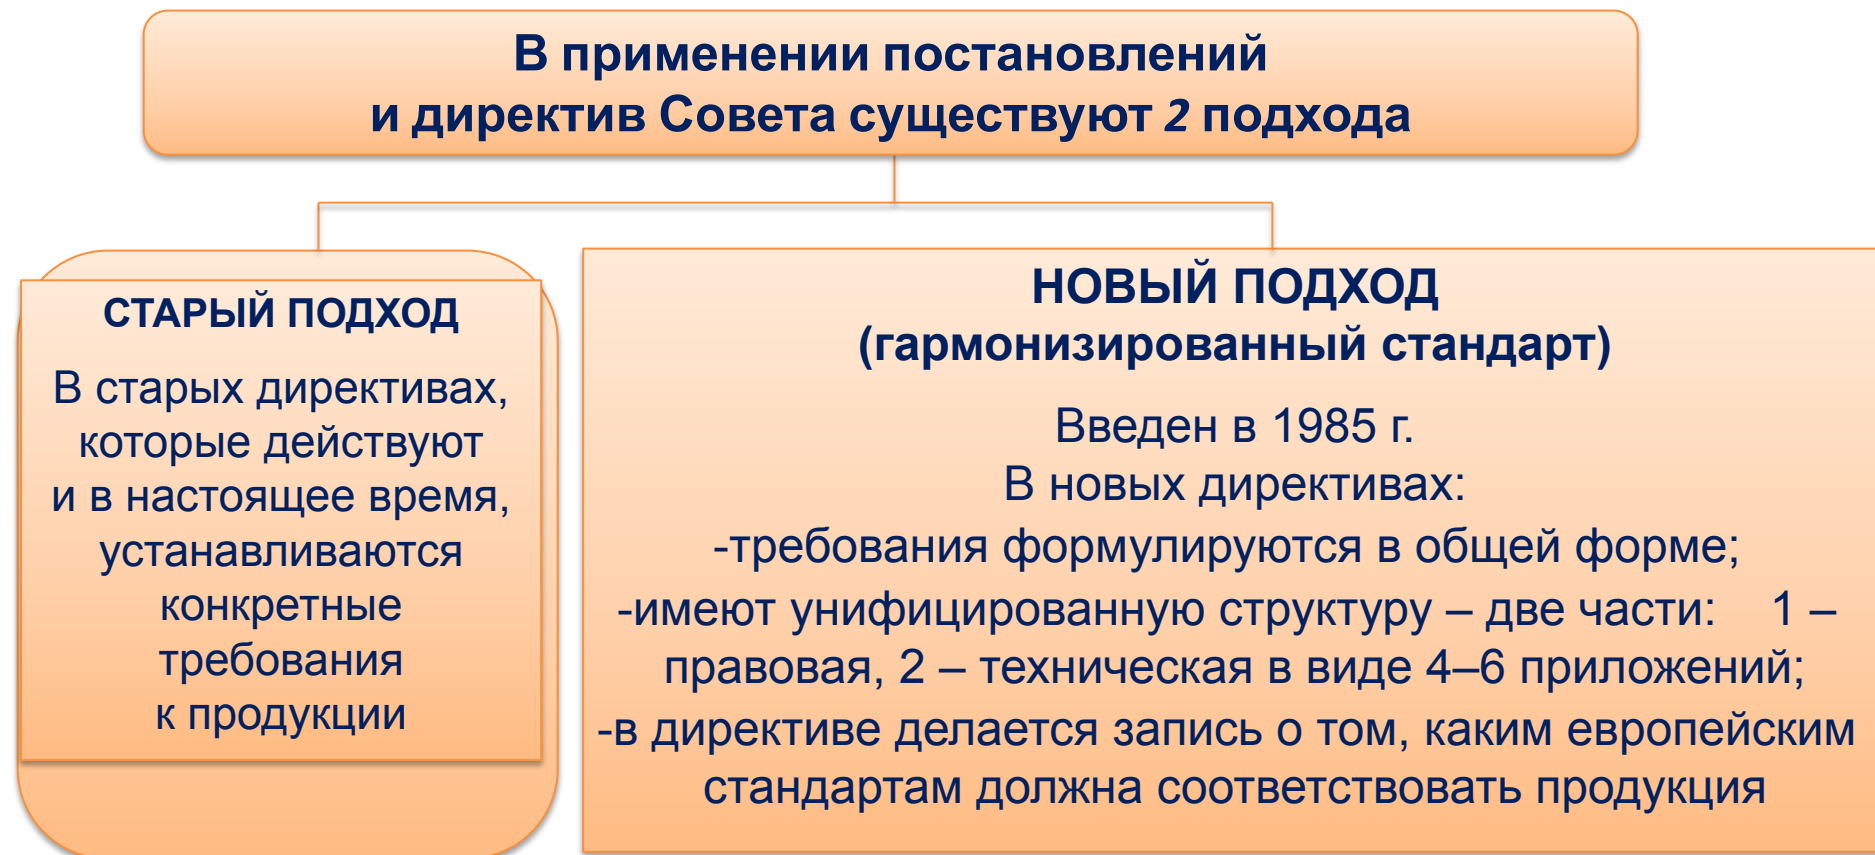 В применении постановлений
и директив Совета существуют 2 подхода
СТАРЫЙ ПОДХОД
В старых директивах,
которые действуют
и в настоящее время,
устанавливаются
конкретные
требования
к продукции
НОВЫЙ ПОДХОД
(гармонизированный стандарт)
Введен в 1985 г.
В новых директивах:
-требования формулируются в общей форме;
-имеют унифицированную структуру – две части: 1 –
правовая, 2 – техническая в виде 4–6 приложений;
-в директиве делается запись о том, каким европейским
стандартам должна соответствовать продукция